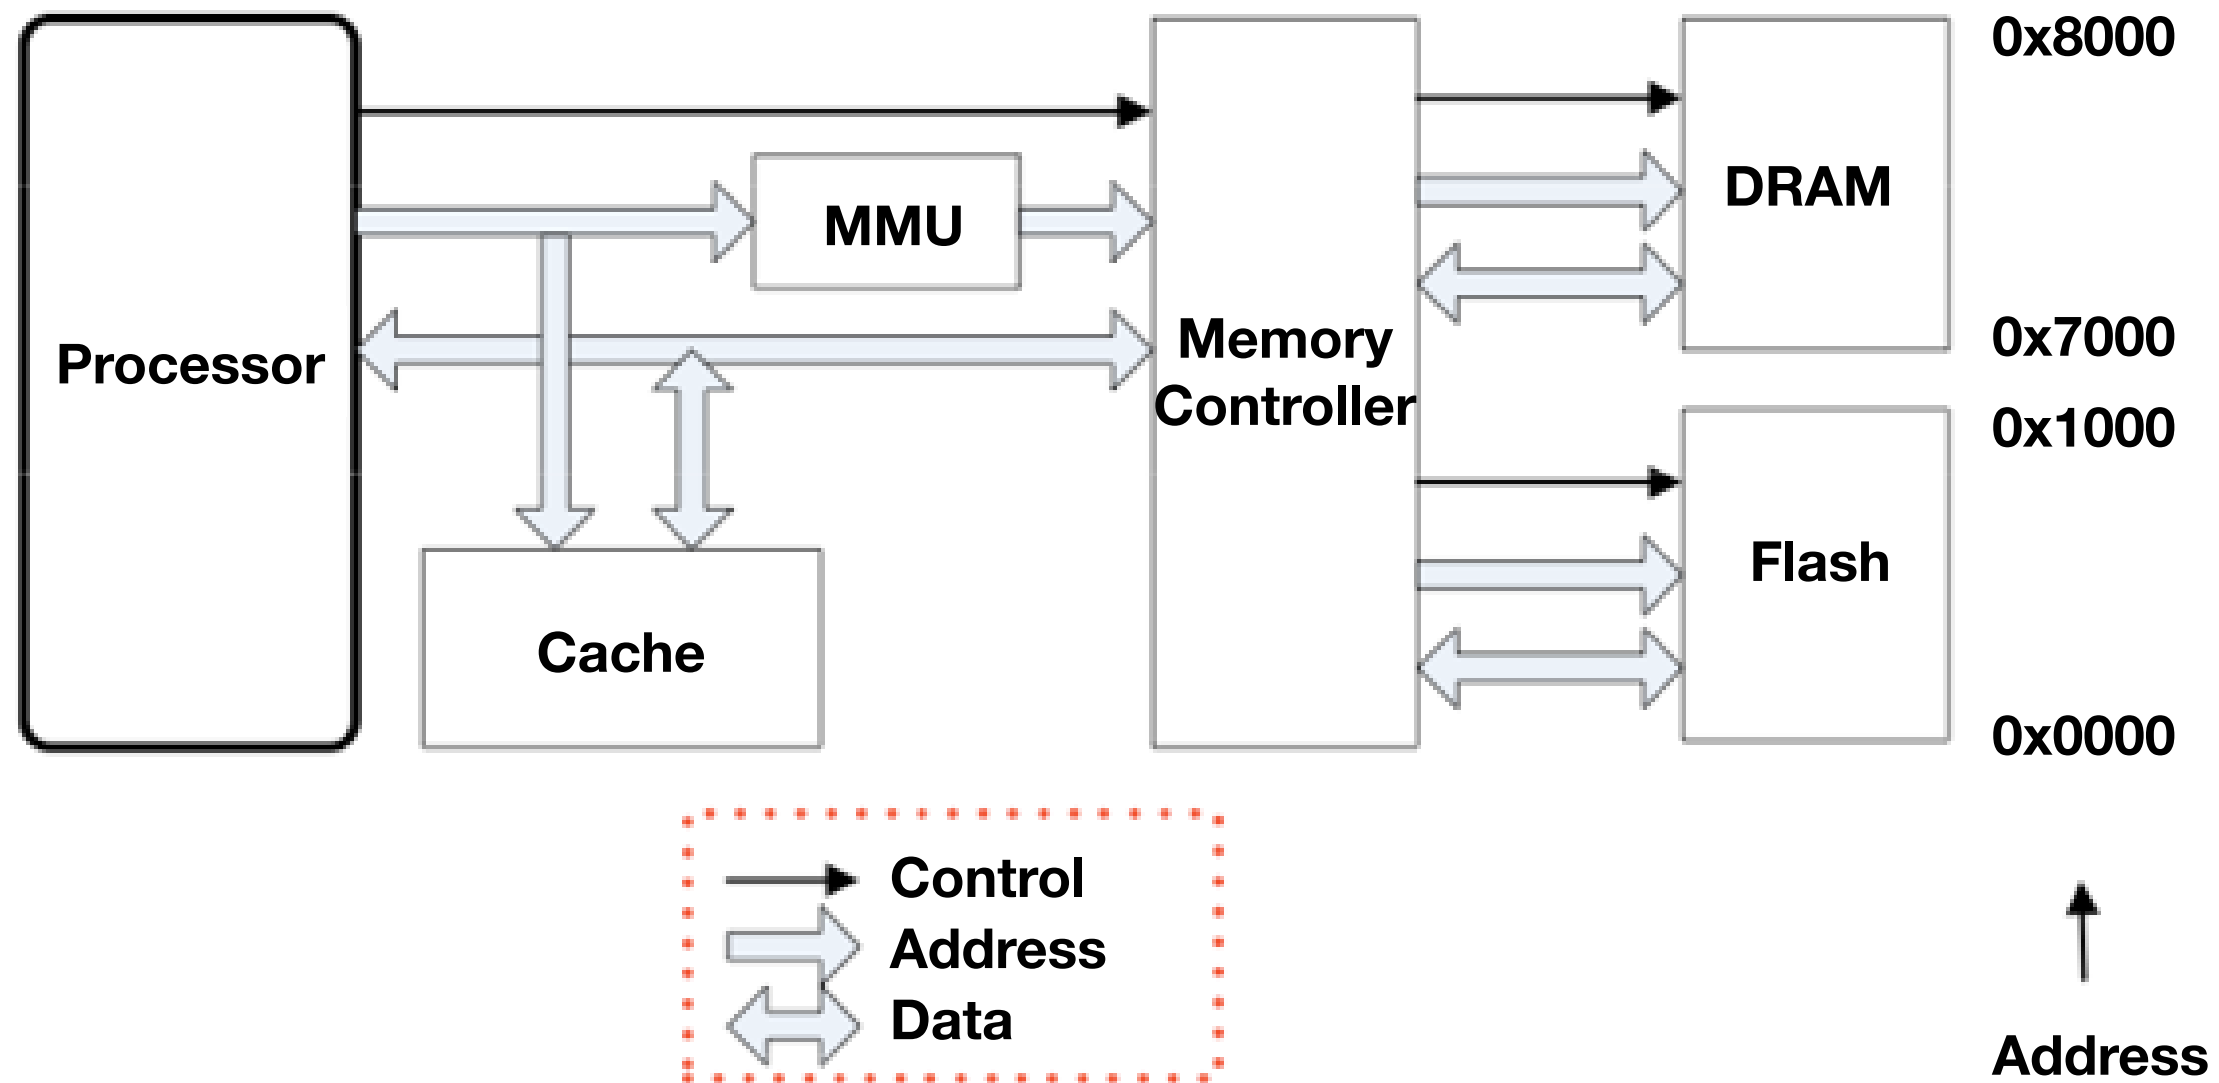 Processor
MMU
Cache
Memory
Controller
DRAM
0x8000
0x7000
Flash
0x1000
0x0000
Control
Address
Data
Address